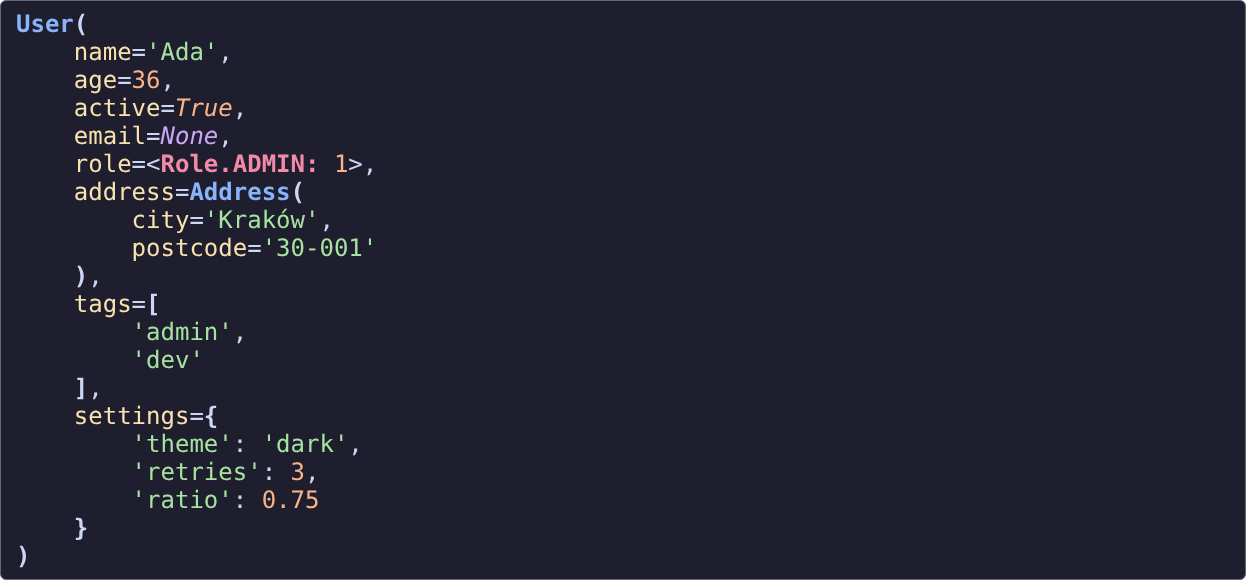 User(
    name='Ada',
    age=36,
    active=True,
    email=None,
    role=<Role.ADMIN: 1>,
    address=Address(
        city='Kraków',
        postcode='30-001'
    ),
    tags=[
        'admin',
        'dev'
    ],
    settings={
        'theme': 'dark',
        'retries': 3,
        'ratio': 0.75
    }
)